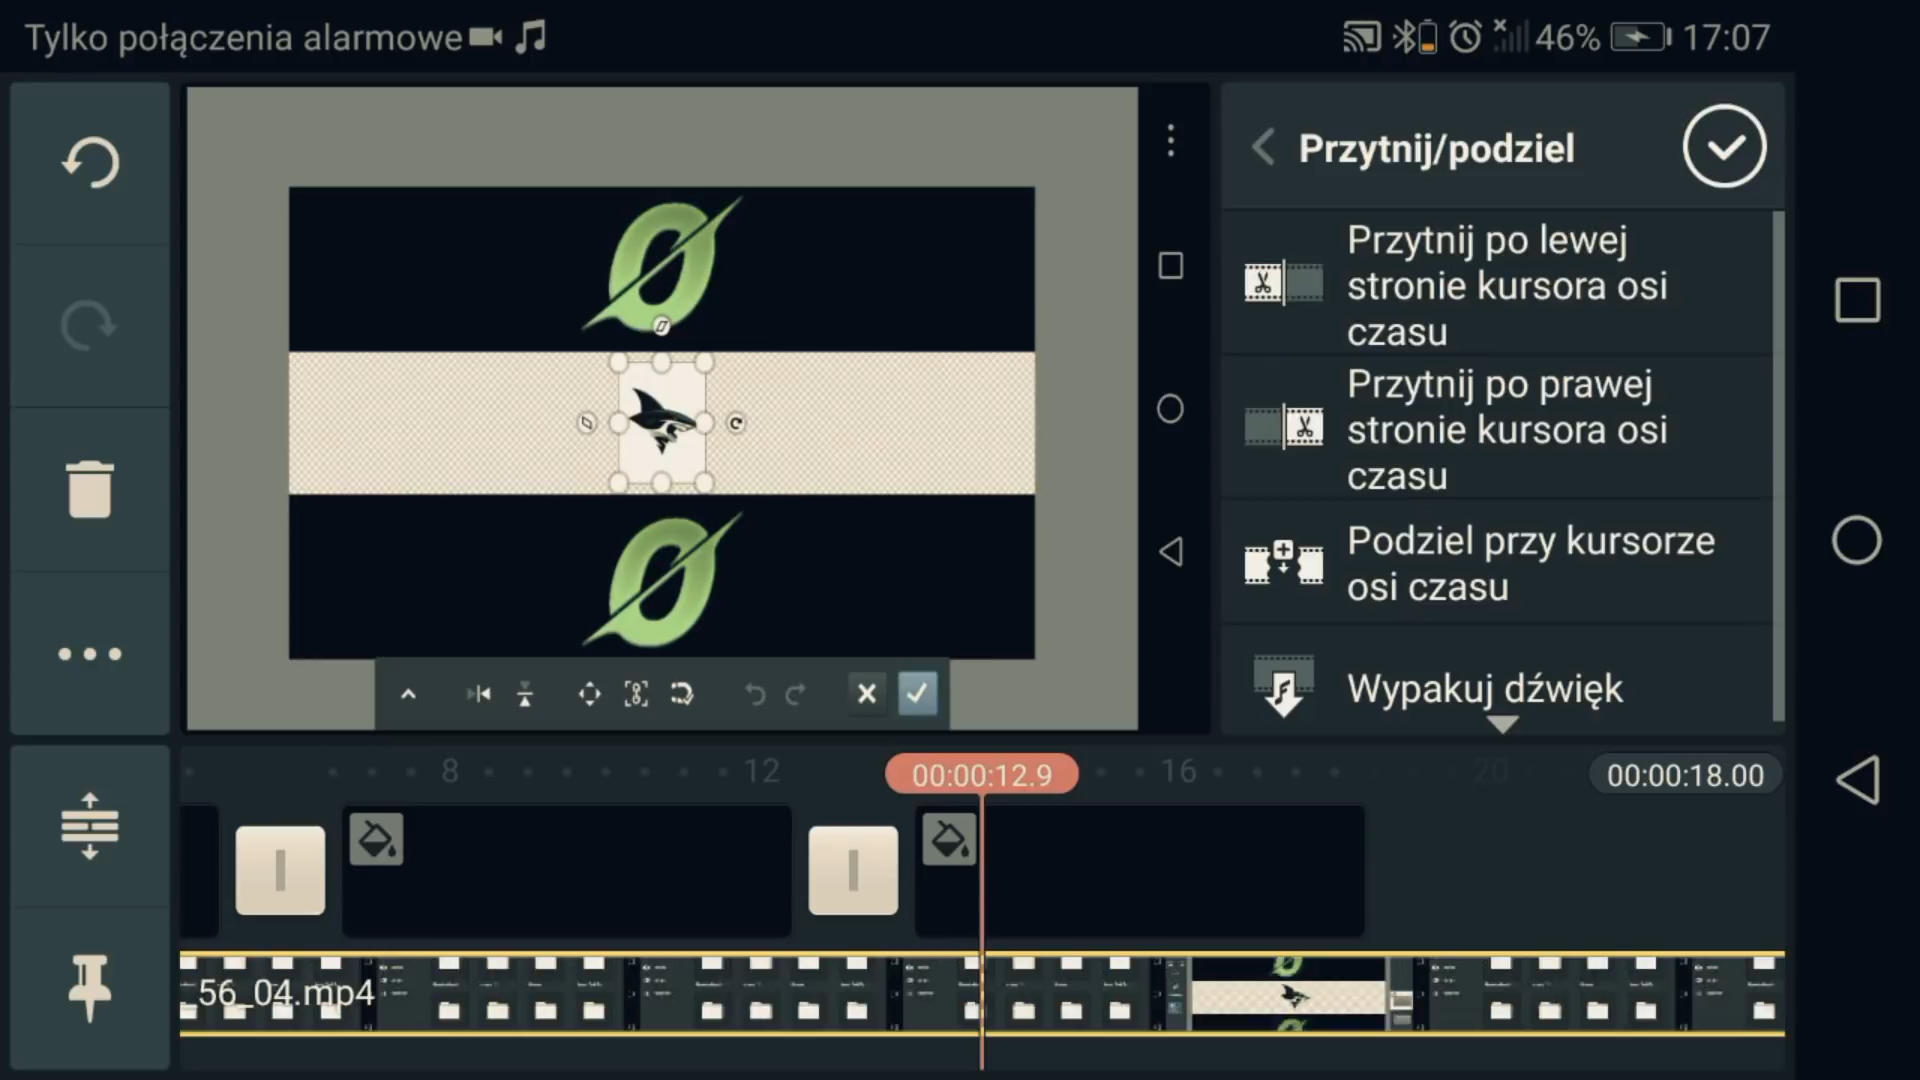 Tylko połączenia alarmowe
46%
17:07
Przytnij/podziel
Przytnij po lewej
stronie kursora osi
czasu
Przytnij po prawej
stronie kursora osi
czasu
Podziel przy kursorze
osi czasu
Wypakuj dźwięk
8
12
00:00:12.9
16
20
00:00:18.00
_56_04.mp4